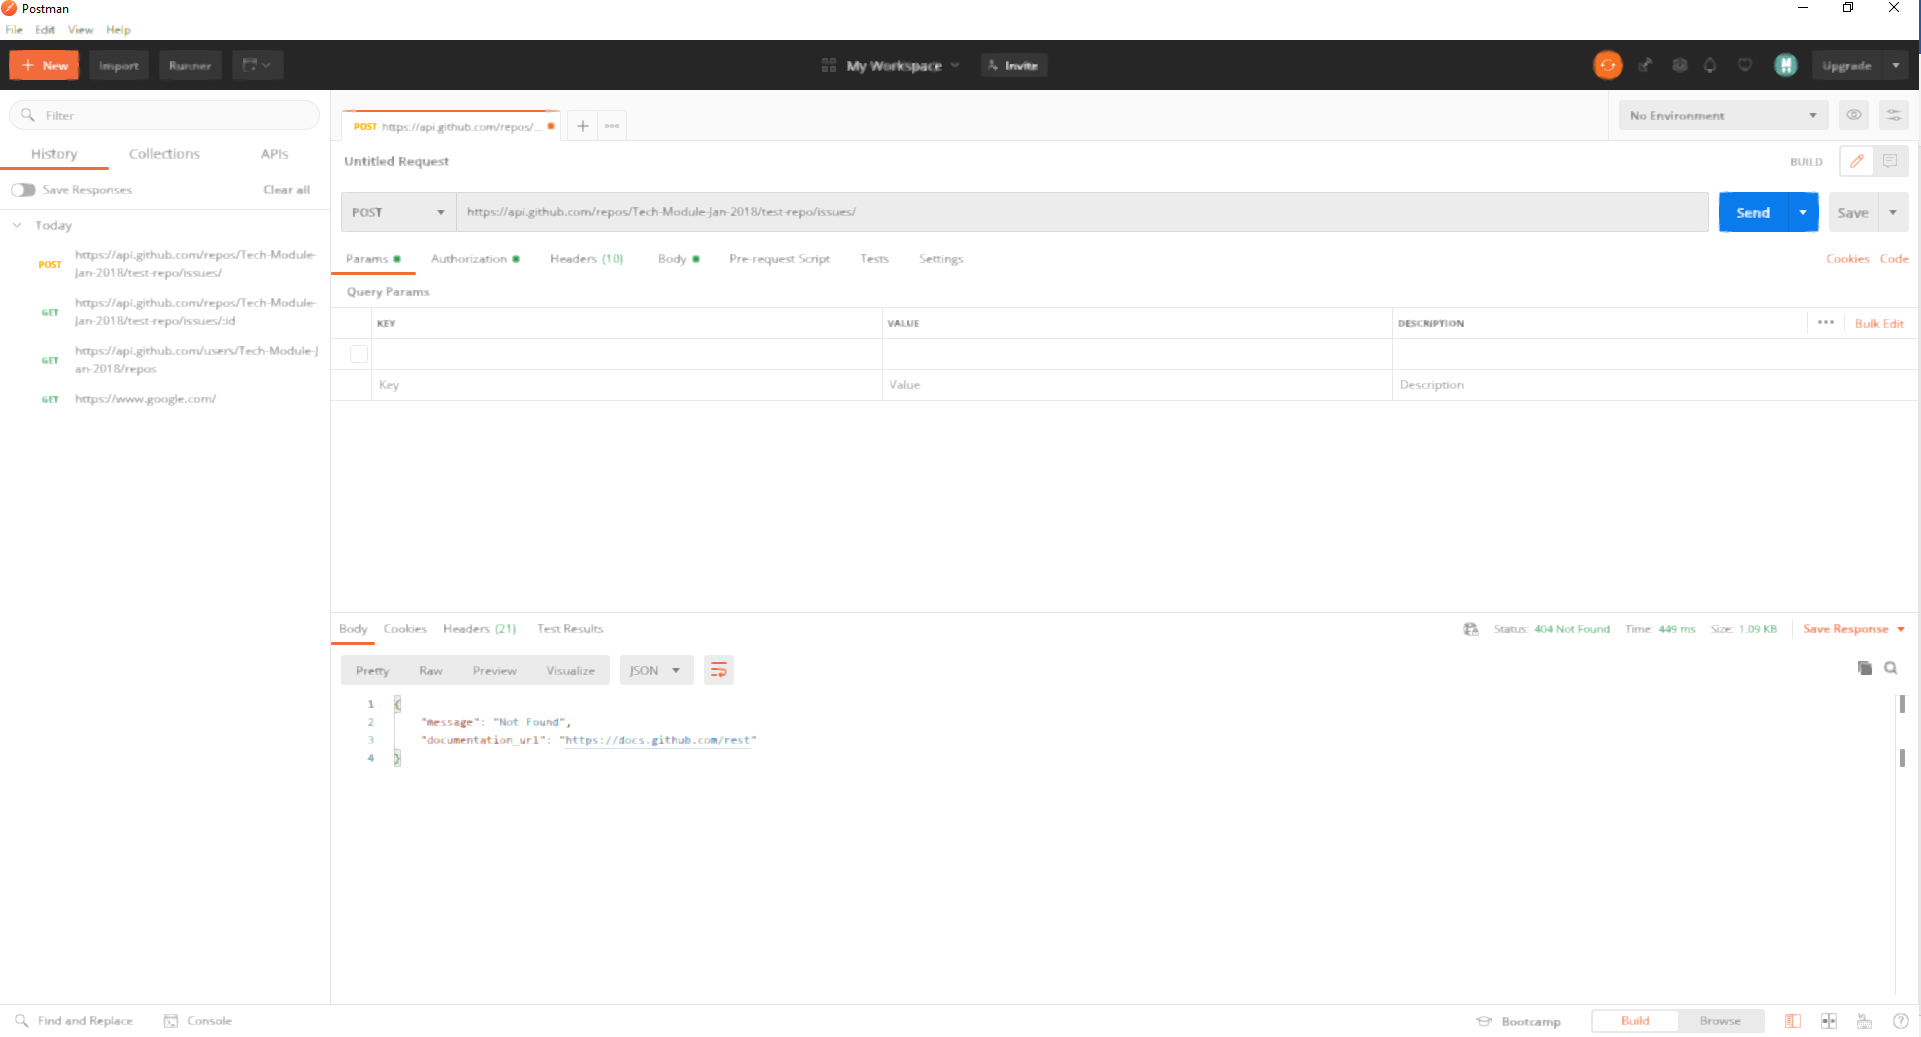 Postman
File Edit View Help
+ New Import Runner My Workspace Invite Upgrade
Filter
History Collections APIs
Save Responses Clear all
Today
POST https://api.github.com/repos/Tech-Module-
Jan-2018/test-repo/issues/
GET https://api.github.com/repos/Tech-Module-
Jan-2018/test-repo/issues/:id
GET https://api.github.com/users/Tech-Module-J
an-2018/repos
GET https://www.google.com/
POST https://api.github.com/repos/... + ooo No Environment
Untitled Request BUILD
POST https://api.github.com/repos/Tech-Module-Jan-2018/test-repo/issues/ Send Save
Params Authorization Headers (10) Body Pre-request Script Tests Settings Cookies Code
Query Params
KEY VALUE DESCRIPTION ••• Bulk Edit
Key Value Description
Body Cookies Headers (21) Test Results Status: 404 Not Found Time: 449 ms Size: 1.09 KB Save Response
Pretty Raw Preview Visualize JSON
1 {
2 "message": "Not Found",
3 "documentation_url": "https://docs.github.com/rest"
4 }
Find and Replace Console Bootcamp Build Browse